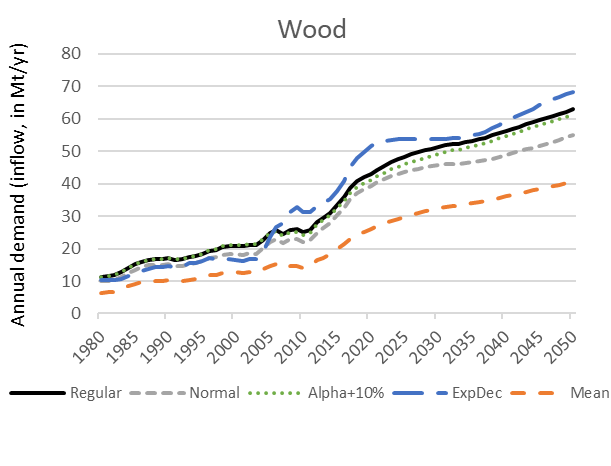 Wood
Annual demand (inflow, in Mt/yr)
80
70
60
50
40
30
20
10
0
1980 1985 1990 1995 2000 2005 2010 2015 2020 2025 2030 2035 2040 2045 2050
Regular Normal Alpha+10% ExpDec Mean